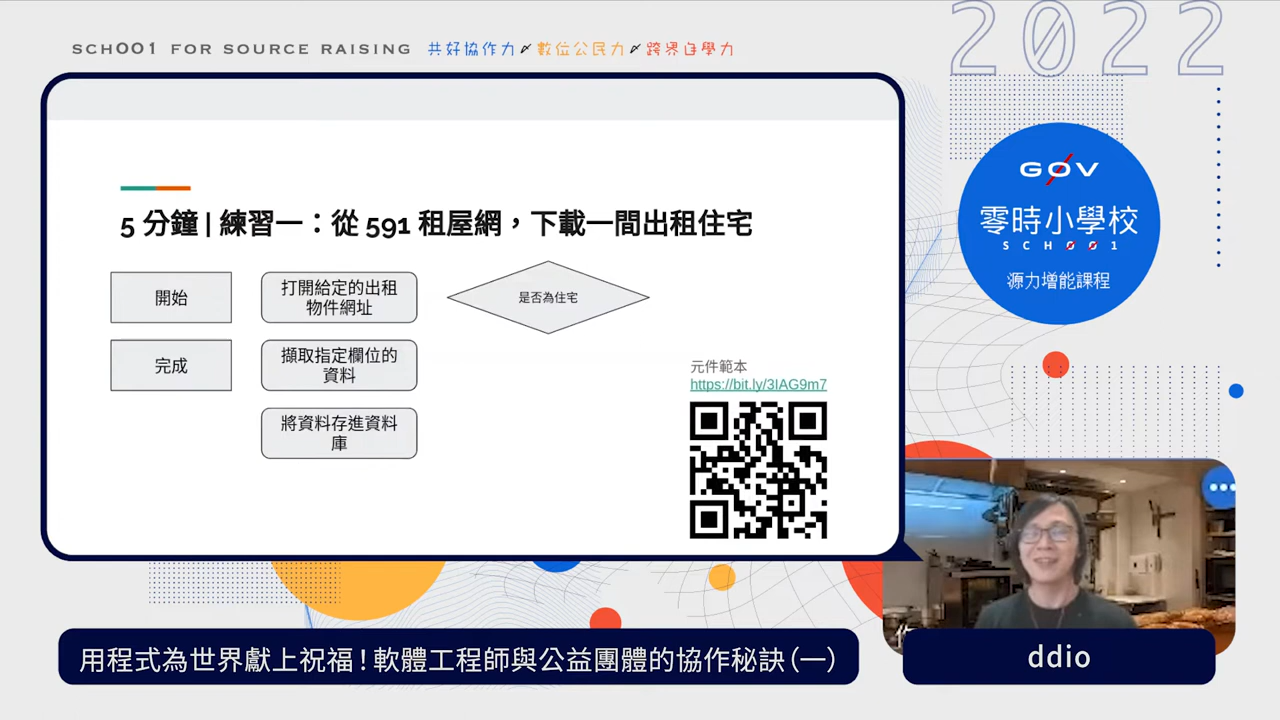 SCHOO1 FOR SOURCE RAISING 共好協作力 數位公民力 跨界自學力
2022
5 分鐘 | 練習一：從 591 租屋網，下載一間出租住宅
開始
打開給定的出租
物件網址
是否為住宅
完成
擷取指定欄位的
資料
將資料存進資料
庫
元件範本
https://bit.ly/3IAG9m7
G0V
零時小學校
SCHOO1
源力增能課程
用程式為世界獻上祝福！軟體工程師與公益團體的協作秘訣（一）
ddio